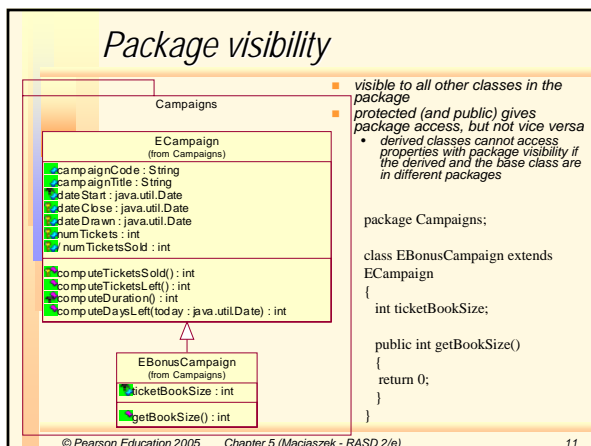 Package visibility
visible to all other classes in the
package
protected (and public) gives
package access, but not vice versa
derived classes cannot access
properties with package visibility if
the derived and the base class are
in different packages
Campaigns
ECampaign
(from Campaigns)
campaignCode : String
campaignTitle : String
dateStart : java.util.Date
dateClose : java.util.Date
dateDrawn : java.util.Date
numTickets : int
/ numTicketsSold : int
computeTicketsSold() : int
computeTicketsLeft() : int
computeDuration() : int
computeDaysLeft(today : java.util.Date) : int
EBonusCampaign
(from Campaigns)
ticketBookSize : int
getBookSize() : int
package Campaigns;
class EBonusCampaign extends
ECampaign
{
int ticketBookSize;
public int getBookSize()
{
return 0;
}
}
© Pearson Education 2005 Chapter 5 (Maciaszek - RASD 2/e) 11